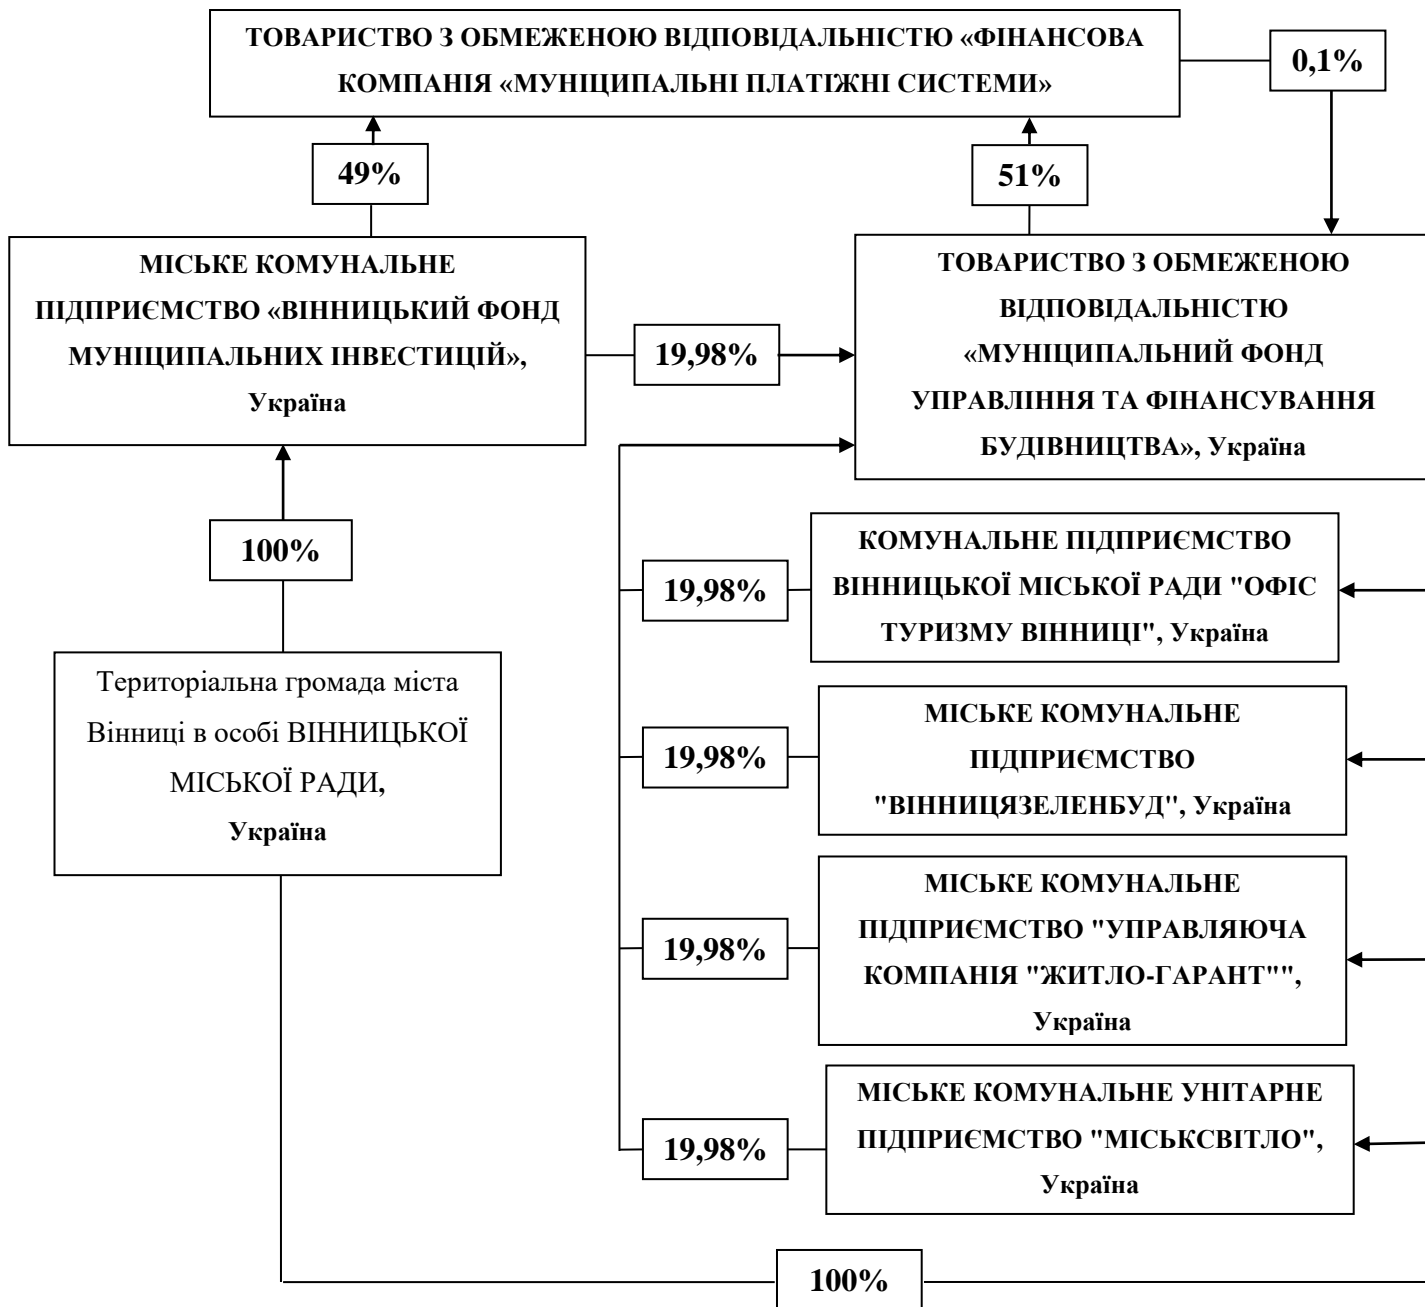 ТОВАРИСТВО З ОБМЕЖЕНОЮ ВІДПОВІДАЛЬНІСТЮ «ФІНАНСОВА
КОМПАНІЯ «МУНІЦИПАЛЬНІ ПЛАТІЖНІ СИСТЕМИ»
0,1%
49%
51%
МІСЬКЕ КОМУНАЛЬНЕ
ПІДПРИЄМСТВО «ВІННИЦЬКИЙ ФОНД
МУНІЦИПАЛЬНИХ ІНВЕСТИЦІЙ»,
Україна
19,98%
ТОВАРИСТВО З ОБМЕЖЕНОЮ
ВІДПОВІДАЛЬНІСТЮ
«МУНІЦИПАЛЬНИЙ ФОНД
УПРАВЛІННЯ ТА ФІНАНСУВАННЯ
БУДІВНИЦТВА», Україна
100%
19,98%
КОМУНАЛЬНЕ ПІДПРИЄМСТВО
ВІННИЦЬКОЇ МІСЬКОЇ РАДИ "ОФІС
ТУРИЗМУ ВІННИЦІ", Україна
Територіальна громада міста
Вінниці в особі ВІННИЦЬКОЇ
МІСЬКОЇ РАДИ,
Україна
19,98%
МІСЬКЕ КОМУНАЛЬНЕ
ПІДПРИЄМСТВО
"ВІННИЦЯЗЕЛЕНБУД", Україна
19,98%
МІСЬКЕ КОМУНАЛЬНЕ
ПІДПРИЄМСТВО "УПРАВЛЯЮЧА
КОМПАНІЯ "ЖИТЛО-ГАРАНТ"",
Україна
19,98%
МІСЬКЕ КОМУНАЛЬНЕ УНІТАРНЕ
ПІДПРИЄМСТВО "МІСЬКСВІТЛО",
Україна
100%